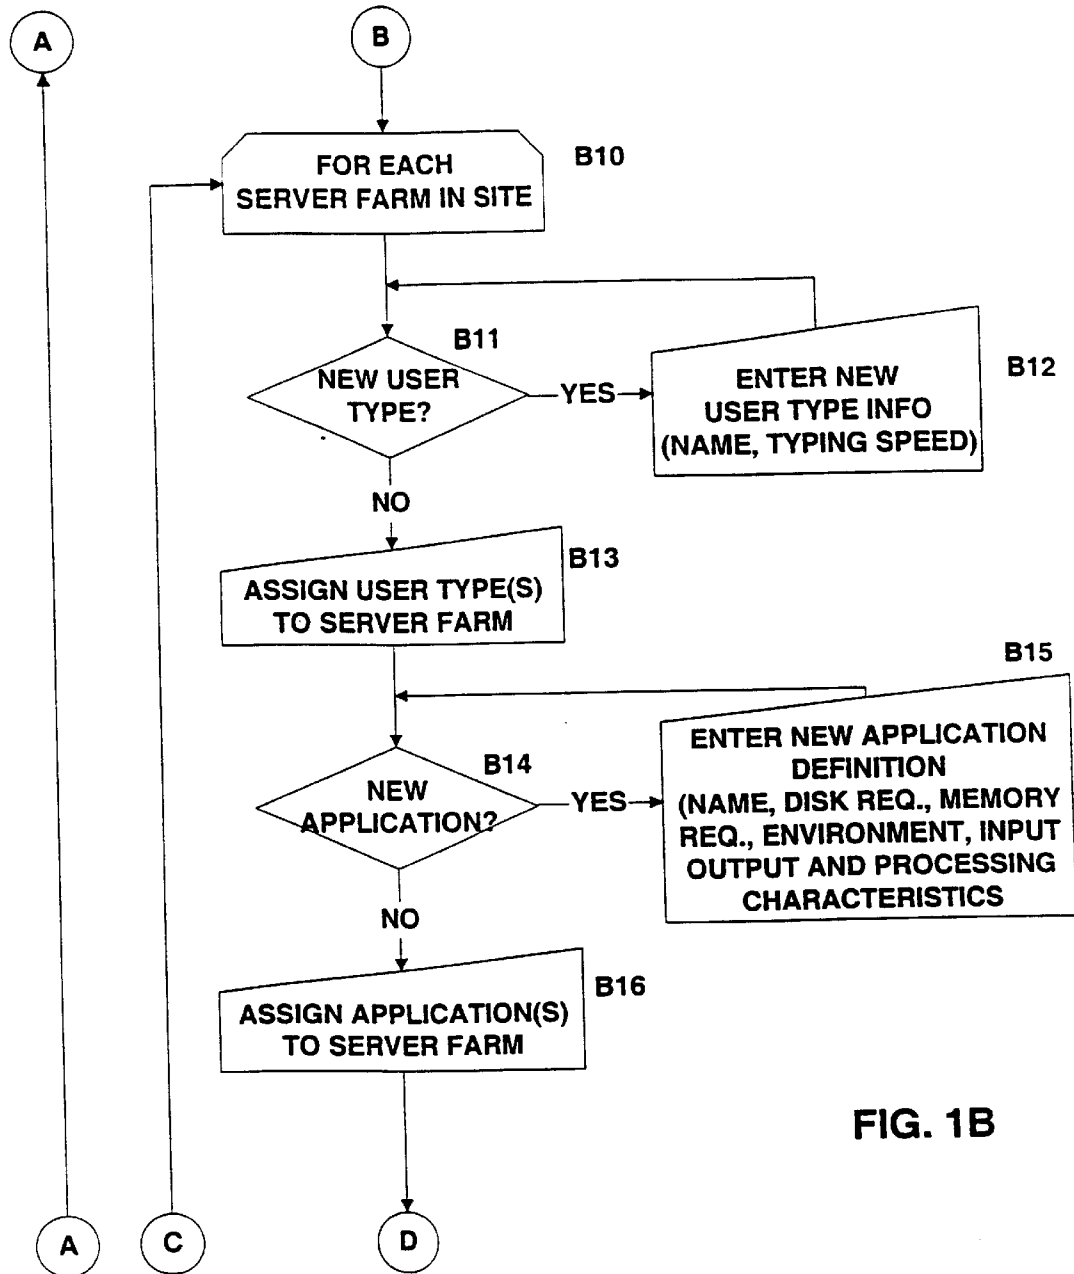 A
B
FOR EACH
SERVER FARM IN SITE
B10
B11
NEW USER
TYPE?
YES
ENTER NEW
USER TYPE INFO
(NAME, TYPING SPEED)
B12
NO
ASSIGN USER TYPE(S)
TO SERVER FARM
B13
B14
NEW
APPLICATION?
YES
B15
ENTER NEW APPLICATION
DEFINITION
(NAME, DISK REQ., MEMORY
REQ., ENVIRONMENT, INPUT
OUTPUT AND PROCESSING
CHARACTERISTICS
NO
ASSIGN APPLICATION(S)
TO SERVER FARM
B16
FIG. 1B
A
C
D